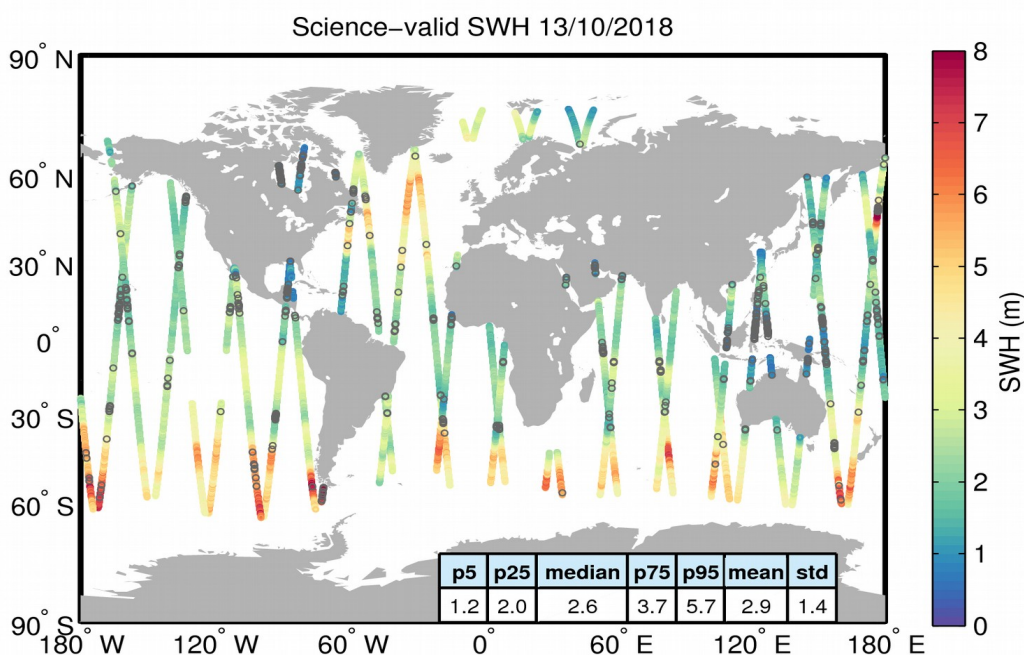 Science−valid SWH 13/10/2018
90° N
60° N
30° N
0°
30° S
60° S
90° S
180° W
120° W
60° W
0°
60° E
120° E
180° E
p5 p25 median p75 p95 mean std
1.2 2.0 2.6 3.7 5.7 2.9 1.4
8
7
6
5
4
3
2
1
0
SWH (m)